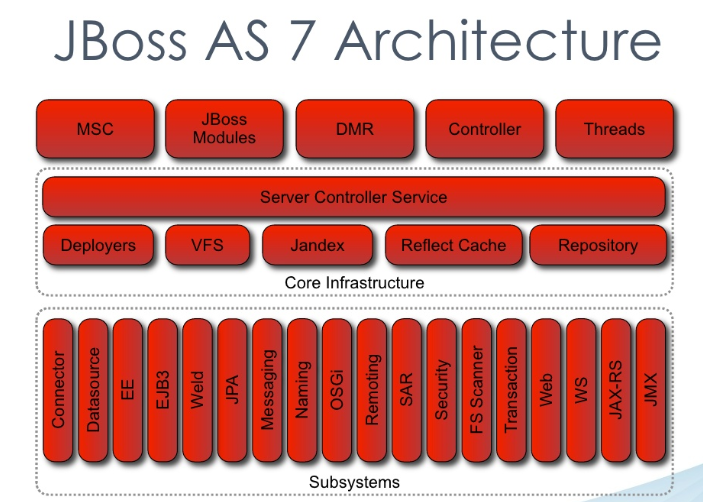 JBoss AS 7 Architecture
MSC
JBoss
Modules
DMR
Controller
Threads
Server Controller Service
Deployers
VFS
Jandex
Reflect Cache
Repository
Core Infrastructure
Connector
Datasource
EE
EJB3
Weld
JPA
Messaging
Naming
OSGi
Remoting
SAR
Security
FS Scanner
Transaction
Web
WS
JAX-RS
JMX
Subsystems